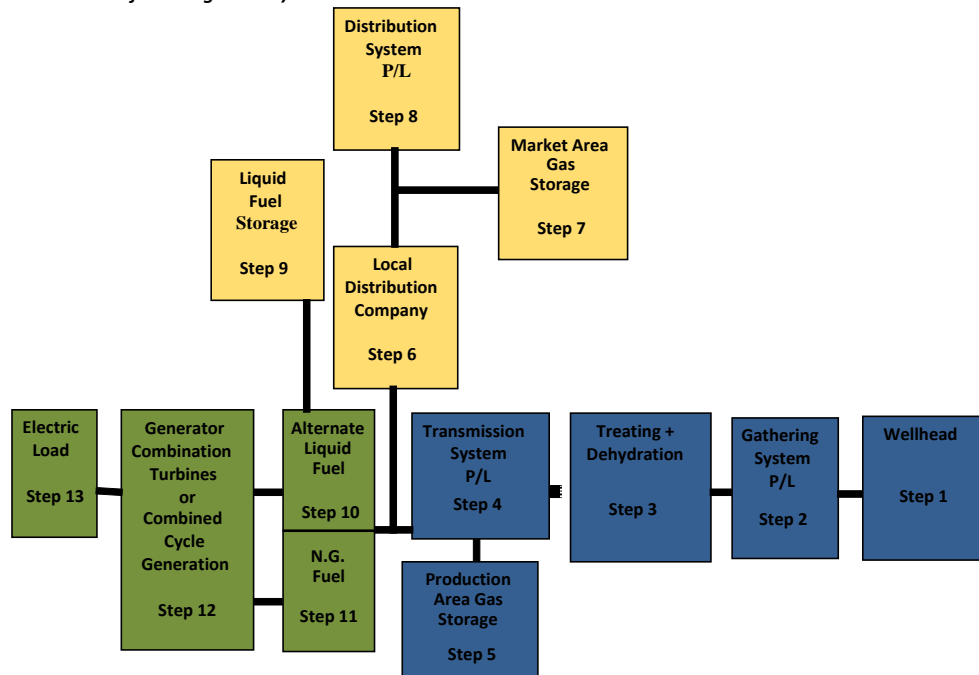 Distribution
System
P/L
Step 8
Market Area
Gas
Storage
Step 7
Liquid
Fuel
Storage
Step 9
Local
Distribution
Company
Step 6
Electric
Load
Step 13
Generator
Combination
Turbines
or
Combined
Cycle
Generation
Step 12
Alternate
Liquid
Fuel
Step 10
N.G.
Fuel
Step 11
Transmission
System
P/L
Step 4
Production
Area Gas
Storage
Step 5
Treating +
Dehydration
Step 3
Gathering
System
P/L
Step 2
Wellhead
Step 1